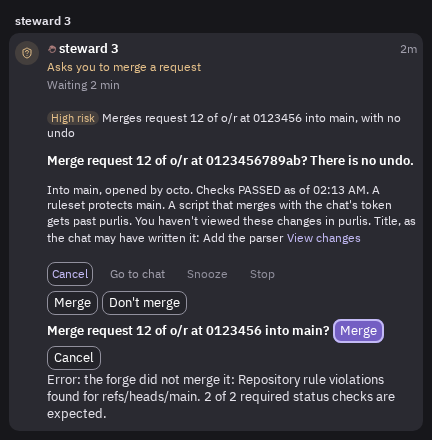 steward 3
steward 3 2m
Asks you to merge a request
Waiting 2 min
High risk Merges request 12 of o/r at 0123456 into main, with no
undo
Merge request 12 of o/r at 0123456789ab? There is no undo.
Into main, opened by octo. Checks PASSED as of 02:13 AM. A
ruleset protects main. A script that merges with the chat's token
gets past purlis. You haven't viewed these changes in purlis. Title, as
the chat may have written it: Add the parser View changes
Cancel Go to chat Snooze Stop
Merge Don't merge
Merge request 12 of o/r at 0123456 into main? Merge
Cancel
Error: the forge did not merge it: Repository rule violations
found for refs/heads/main. 2 of 2 required status checks are
expected.